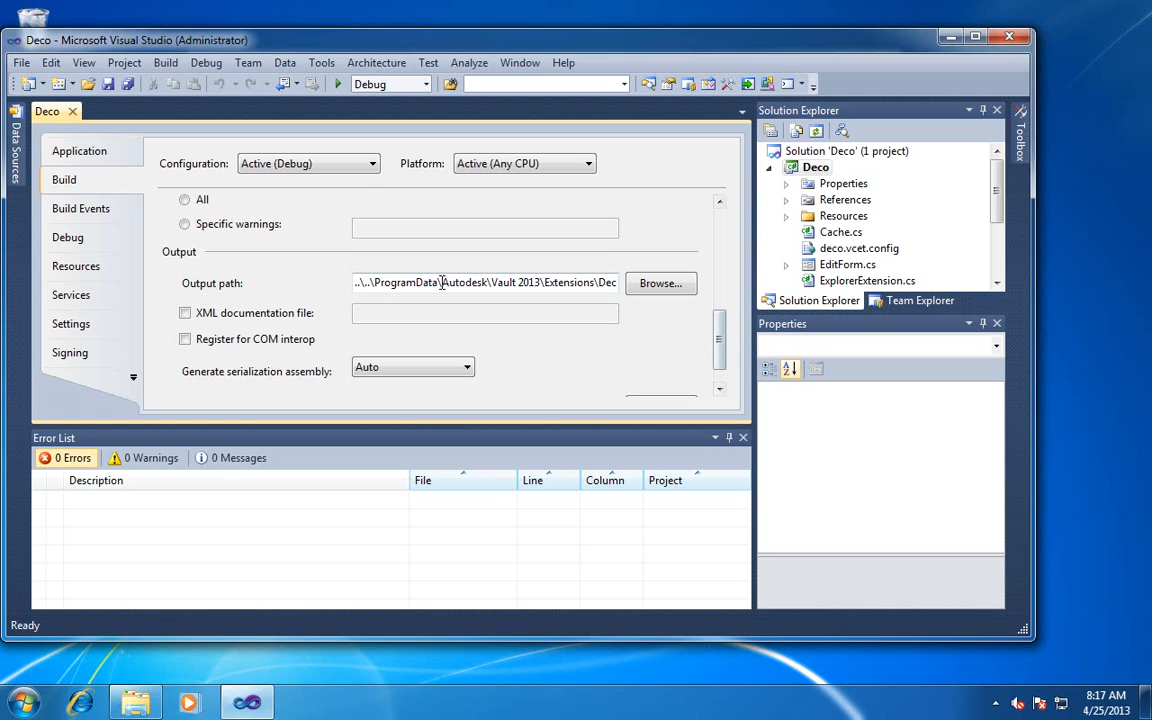 Deco - Microsoft Visual Studio (Administrator)
File Edit View Project Build Debug Team Data Tools Architecture Test Analyze Window Help
Debug
Deco
Data Sources
Application
Build
Build Events
Debug
Resources
Services
Settings
Signing
Configuration: Active (Debug) Platform: Active (Any CPU)
All
Specific warnings:
Output
Output path: ..\..\ProgramData\Autodesk\Vault 2013\Extensions\Dec Browse...
XML documentation file:
Register for COM interop
Generate serialization assembly: Auto
Solution Explorer
Toolbox
Solution 'Deco' (1 project)
Deco
Properties
References
Resources
Cache.cs
deco.vcet.config
EditForm.cs
ExplorerExtension.cs
Solution Explorer Team Explorer
Properties
Error List
0 Errors 0 Warnings 0 Messages
Description File Line Column Project
Ready
8:17 AM
4/25/2013